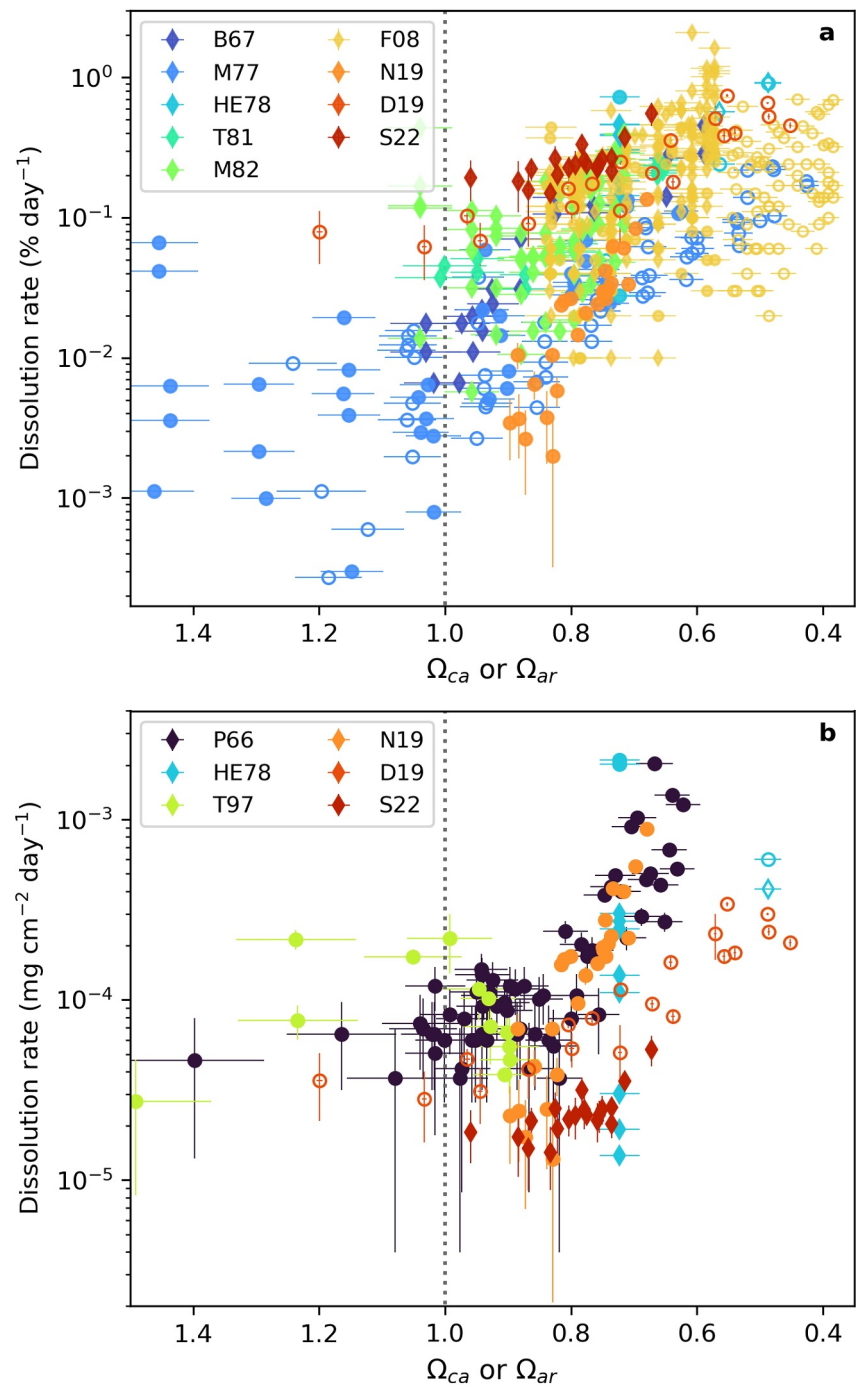 a
B67 F08
M77 N19
HE78 D19
T81 S22
M82
Dissolution rate (% day⁻¹)
10⁰
10⁻¹
10⁻²
10⁻³
1.4 1.2 1.0 0.8 0.6 0.4
Ωca or Ωar
b
P66 N19
HE78 D19
T97 S22
Dissolution rate (mg cm⁻² day⁻¹)
10⁻³
10⁻⁴
10⁻⁵
1.4 1.2 1.0 0.8 0.6 0.4
Ωca or Ωar